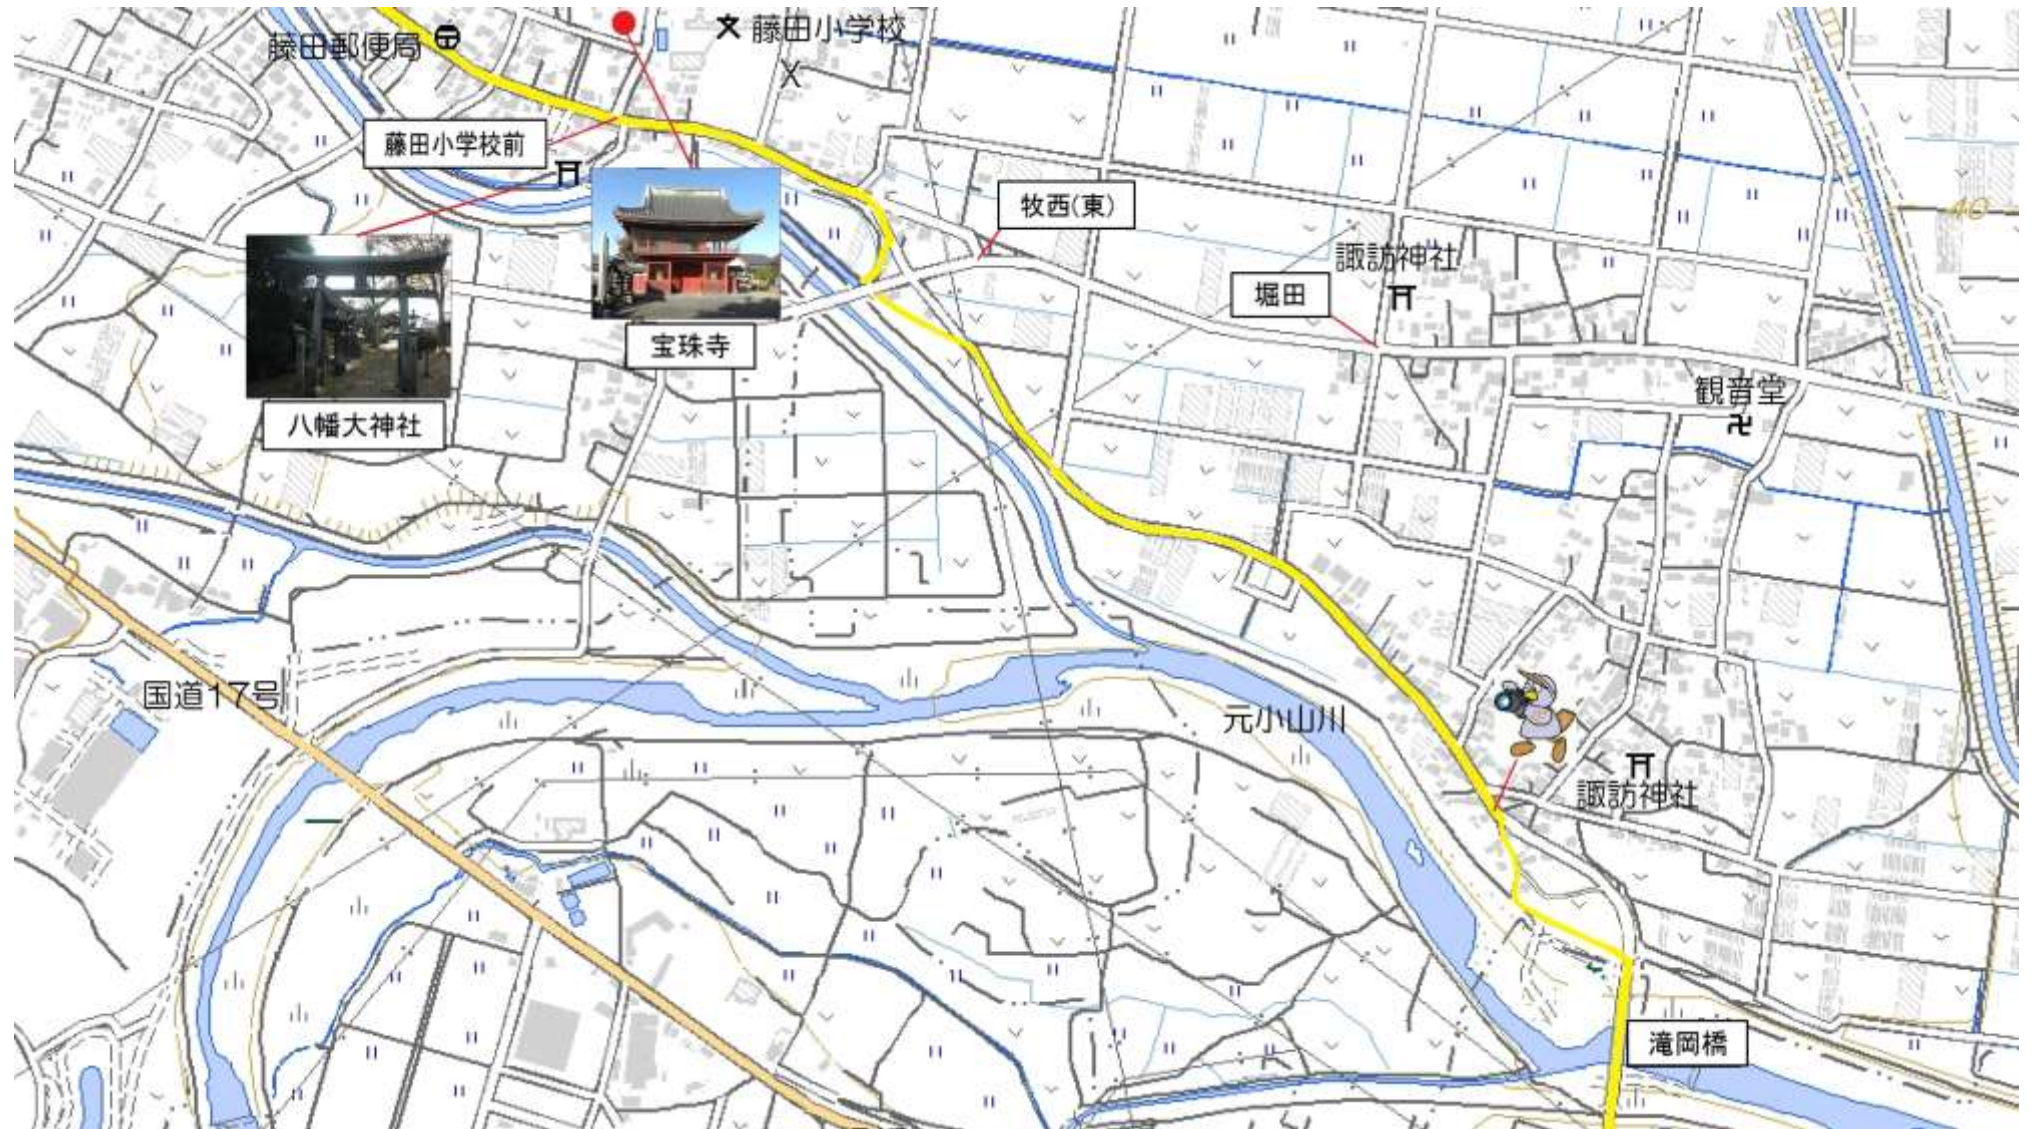 藤田小学校
藤田郵便局
藤田小学校前
牧西(東)
諏訪神社
堀田
宝珠寺
観音堂
八幡大神社
国道17号
元小山川
諏訪神社
滝岡橋
40